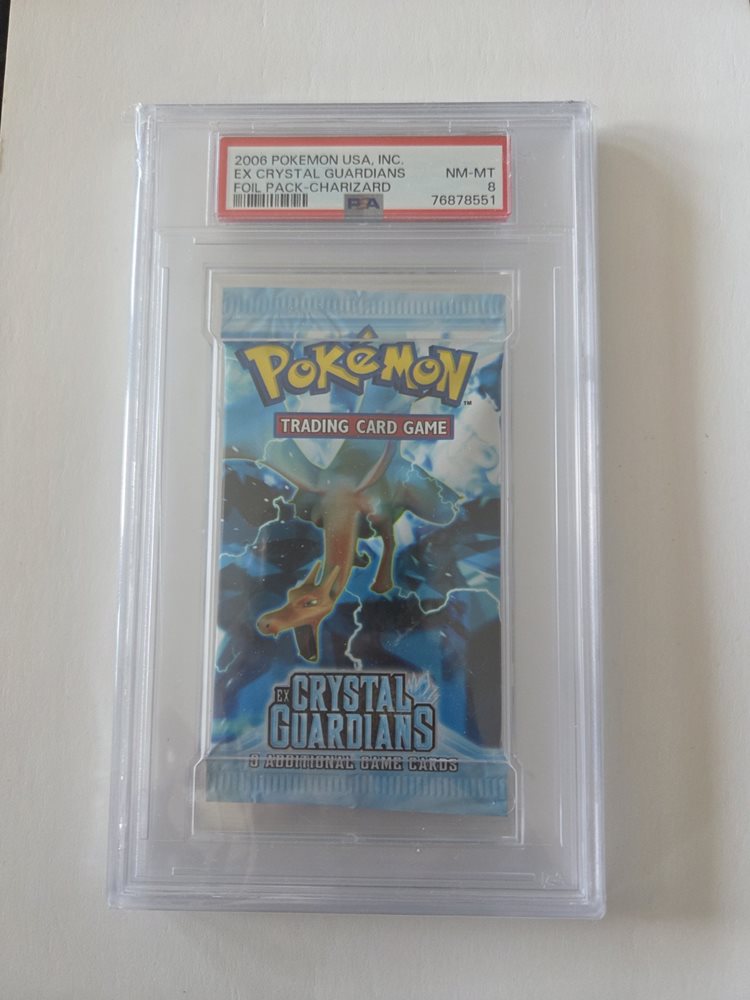 2006 POKEMON USA, INC.
EX CRYSTAL GUARDIANS NM-MT
FOIL PACK-CHARIZARD 8
PSA 76878551
POKéMON
TM
TRADING CARD GAME
EX CRYSTAL
GUARDIANS
9 ADDITIONAL GAME CARDS